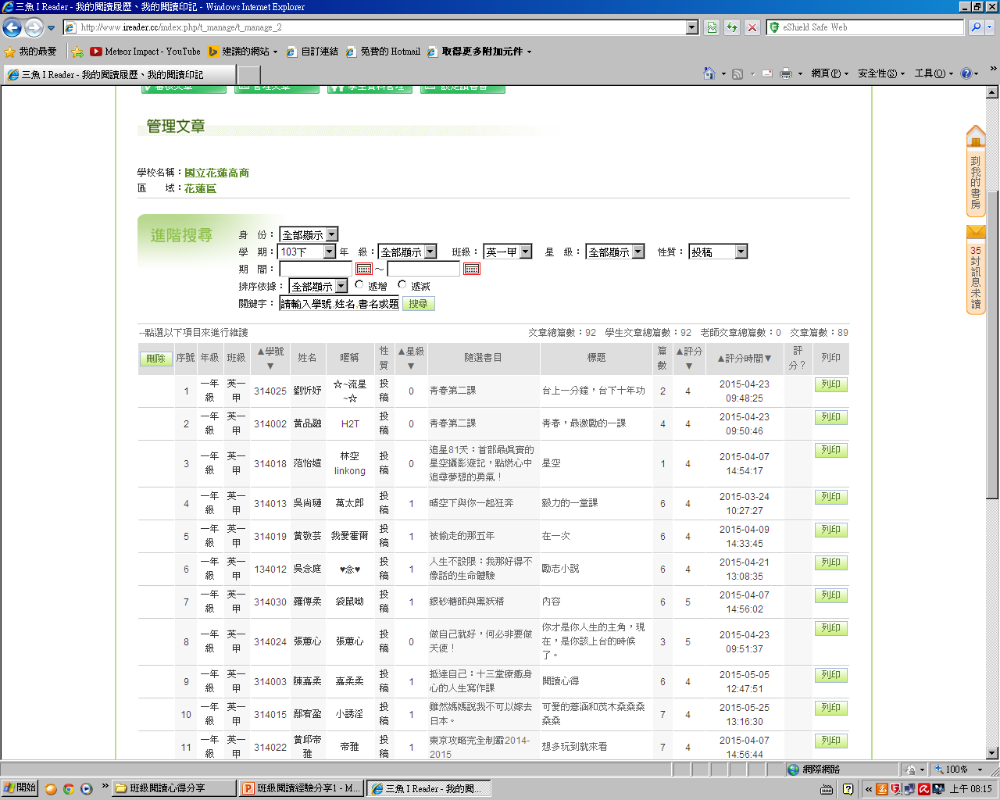 三魚 I Reader - 我的閱讀履歷、我的閱讀印記 - Windows Internet Explorer
http://www.ireader.cc/index.php/t_manage/t_manage_2
eShield Safe Web
我的最愛 Meteor Impact - YouTube 建議的網站 自訂連結 免費的 Hotmail 取得更多附加元件
三魚 I Reader - 我的閱讀履歷、我的閱讀印記
網頁(P) 安全性(S) 工具(O) »
審核文章 管理文章 學生資料管理 設定讀書會
管理文章
學校名稱：國立花蓮高商
區 域：花蓮區
進階搜尋
身 份：全部顯示
學 期：103下 年 級：全部顯示 班級：英一甲 星 級：全部顯示 性質：投稿
期 間： ～
排序依據：全部顯示 遞增 遞減
關鍵字：請輸入學號,姓名,書名或題 搜尋
--點選以下項目來進行維護 文章總篇數：92 學生文章總篇數：92 老師文章總篇數：0 文章篇數：89
刪除 序號 年級 班級 ▲學號▼ 姓名 暱稱 性質 ▲星級▼ 隨選書目 標題 篇數 ▲評分▼ ▲評分時間▼ 評分？ 列印
1 一年級 英一甲 314025 劉忻妤 ☆~流星~☆ 投稿 0 青春第二課 台上一分鐘，台下十年功 2 4 2015-04-23 09:48:25 列印
2 一年級 英一甲 314002 黃品融 H2T 投稿 0 青春第二課 青春，最激勵的一課 4 4 2015-04-23 09:50:46 列印
3 一年級 英一甲 314018 范怡媗 林空linkong 投稿 0 追星81天：首部最真實的星空攝影遊記，點燃心中追尋夢想的勇氣！ 星空 1 4 2015-04-07 14:54:17 列印
4 一年級 英一甲 314013 吳尚璉 萬太郎 投稿 1 晴空下與你一起狂奔 毅力的一堂課 6 4 2015-03-24 10:27:27 列印
5 一年級 英一甲 314019 黃敬芸 我愛霍爾 投稿 1 被偷走的那五年 在一次 6 4 2015-04-09 14:33:45 列印
6 一年級 英一甲 134012 吳念庭 ♥念♥ 投稿 1 人生不設限：我那好得不像話的生命體驗 勵志小說 6 4 2015-04-21 13:08:35 列印
7 一年級 英一甲 314030 羅傳柔 袋鼠呦 投稿 1 銀砂糖師與黑妖精 內容 6 5 2015-04-07 14:56:02 列印
8 一年級 英一甲 314024 張蕙心 張蕙心 投稿 0 做自己就好，何必非要做天使！ 你才是你人生的主角，現在，是你該上台的時候了。 3 5 2015-04-23 09:51:37 列印
9 一年級 英一甲 314003 陳嘉柔 嘉柔柔 投稿 1 抵達自己：十三堂療癒身心的人生寫作課 閱讀心得 6 4 2015-05-05 12:47:51 列印
10 一年級 英一甲 314015 鄒宥盈 小誘淫 投稿 1 雖然媽媽說我不可以嫁去日本。 可愛的薏涵和茂木桑桑桑桑桑 7 4 2015-05-25 13:16:30 列印
11 一年級 英一甲 314022 黃邱帝雅 帝雅 投稿 1 東京攻略完全制霸2014-2015 想多玩到就來看 7 4 2015-04-07 14:56:44 列印
到我的書房
35封訊息未讀
網際網路 100%
開始 » 班級閱讀心得分享 班級閱讀經驗分享1 - M... 三魚 I Reader - 我的閱... « 上午 08:15